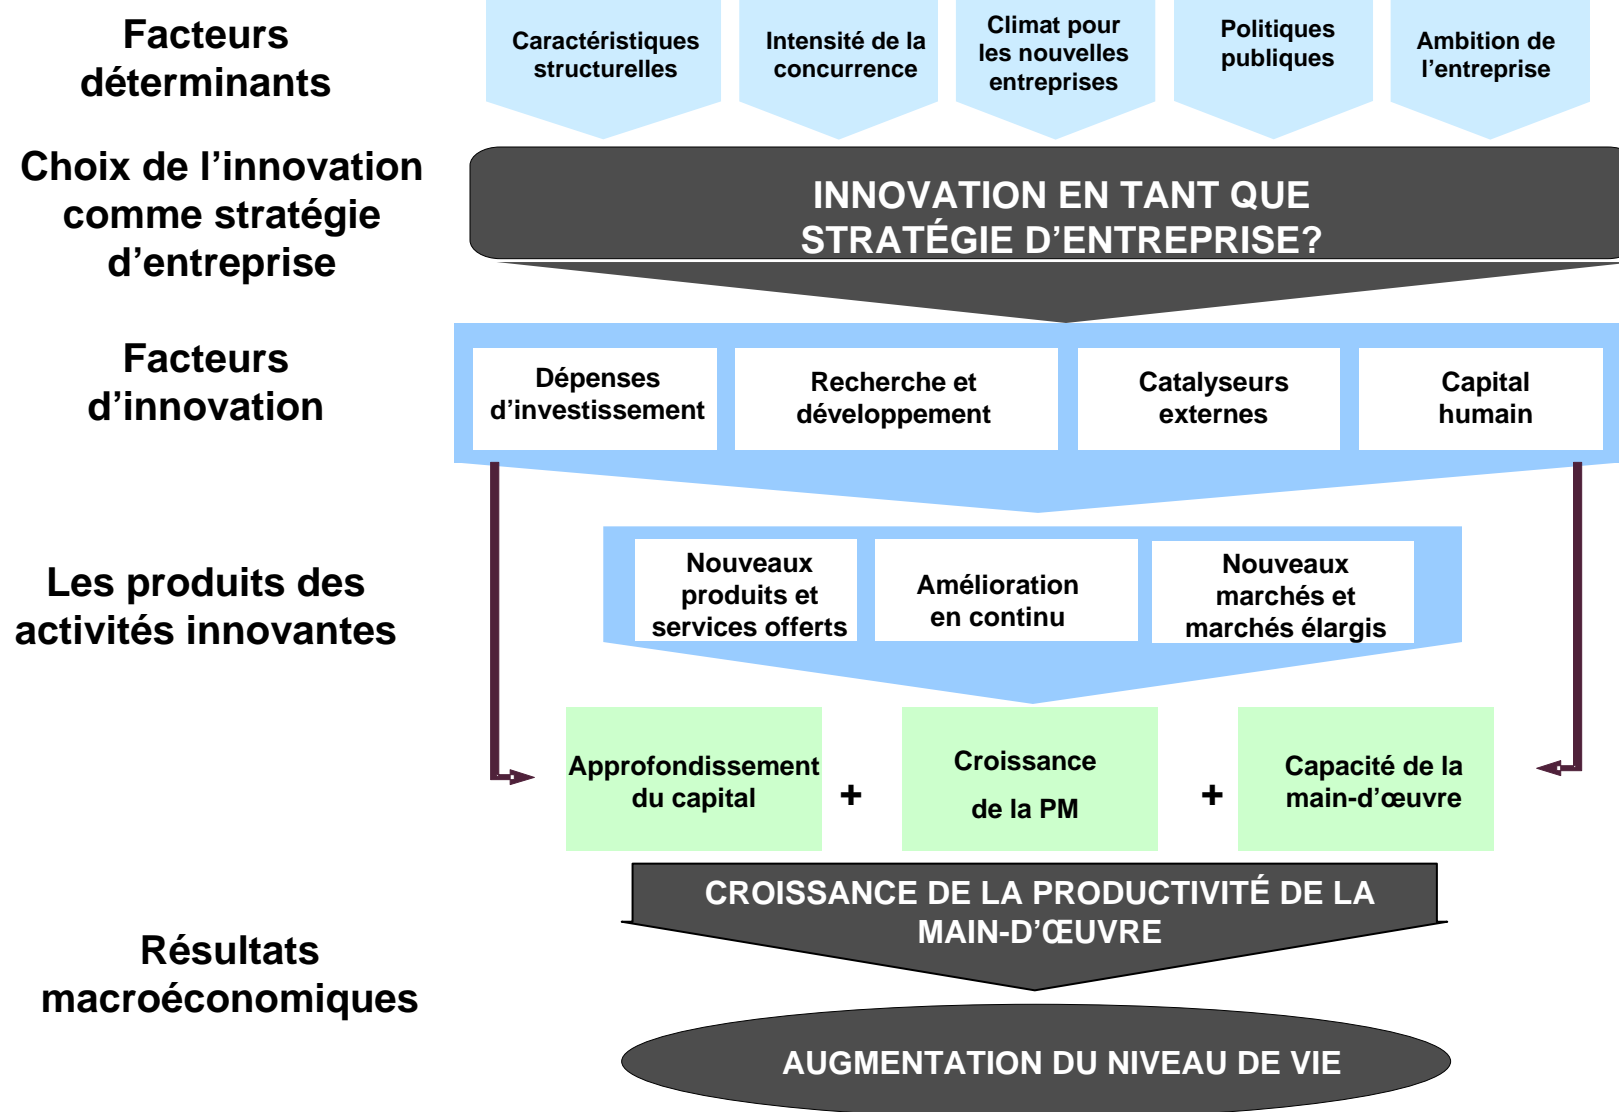 Facteurs
déterminants
Caractéristiques
structurelles
Intensité de la
concurrence
Climat pour
les nouvelles
entreprises
Politiques
publiques
Ambition de
l’entreprise
Choix de l’innovation
comme stratégie
d’entreprise
INNOVATION EN TANT QUE
STRATÉGIE D’ENTREPRISE?
Facteurs
d’innovation
Dépenses
d’investissement
Recherche et
développement
Catalyseurs
externes
Capital
humain
Les produits des
activités innovantes
Nouveaux
produits et
services offerts
Amélioration
en continu
Nouveaux
marchés et
marchés élargis
Approfondissement
du capital
+
Croissance
de la PM
+
Capacité de la
main-d’œuvre
CROISSANCE DE LA PRODUCTIVITÉ DE LA
MAIN-D’ŒUVRE
Résultats
macroéconomiques
AUGMENTATION DU NIVEAU DE VIE